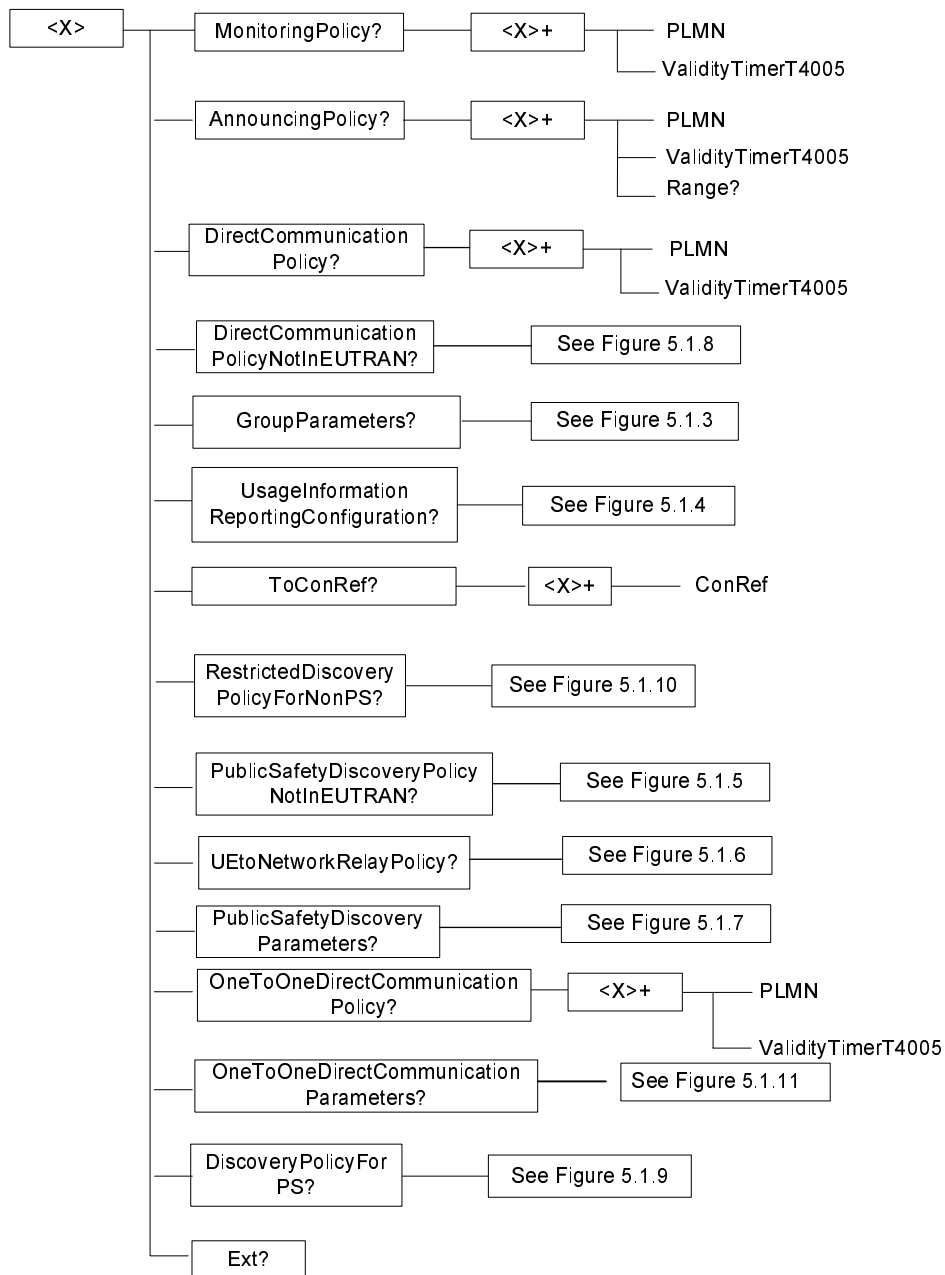 <X>
MonitoringPolicy?
<X>+
PLMN
ValidityTimerT4005
AnnouncingPolicy?
<X>+
PLMN
ValidityTimerT4005
Range?
DirectCommunication
Policy?
<X>+
PLMN
ValidityTimerT4005
DirectCommunication
PolicyNotInEUTRAN?
See Figure 5.1.8
GroupParameters?
See Figure 5.1.3
UsageInformation
ReportingConfiguration?
See Figure 5.1.4
ToConRef?
<X>+
ConRef
RestrictedDiscovery
PolicyForNonPS?
See Figure 5.1.10
PublicSafetyDiscoveryPolicy
NotInEUTRAN?
See Figure 5.1.5
UEtoNetworkRelayPolicy?
See Figure 5.1.6
PublicSafetyDiscovery
Parameters?
See Figure 5.1.7
OneToOneDirectCommunication
Policy?
<X>+
PLMN
ValidityTimerT4005
OneToOneDirectCommunication
Parameters?
See Figure 5.1.11
DiscoveryPolicyFor
PS?
See Figure 5.1.9
Ext?